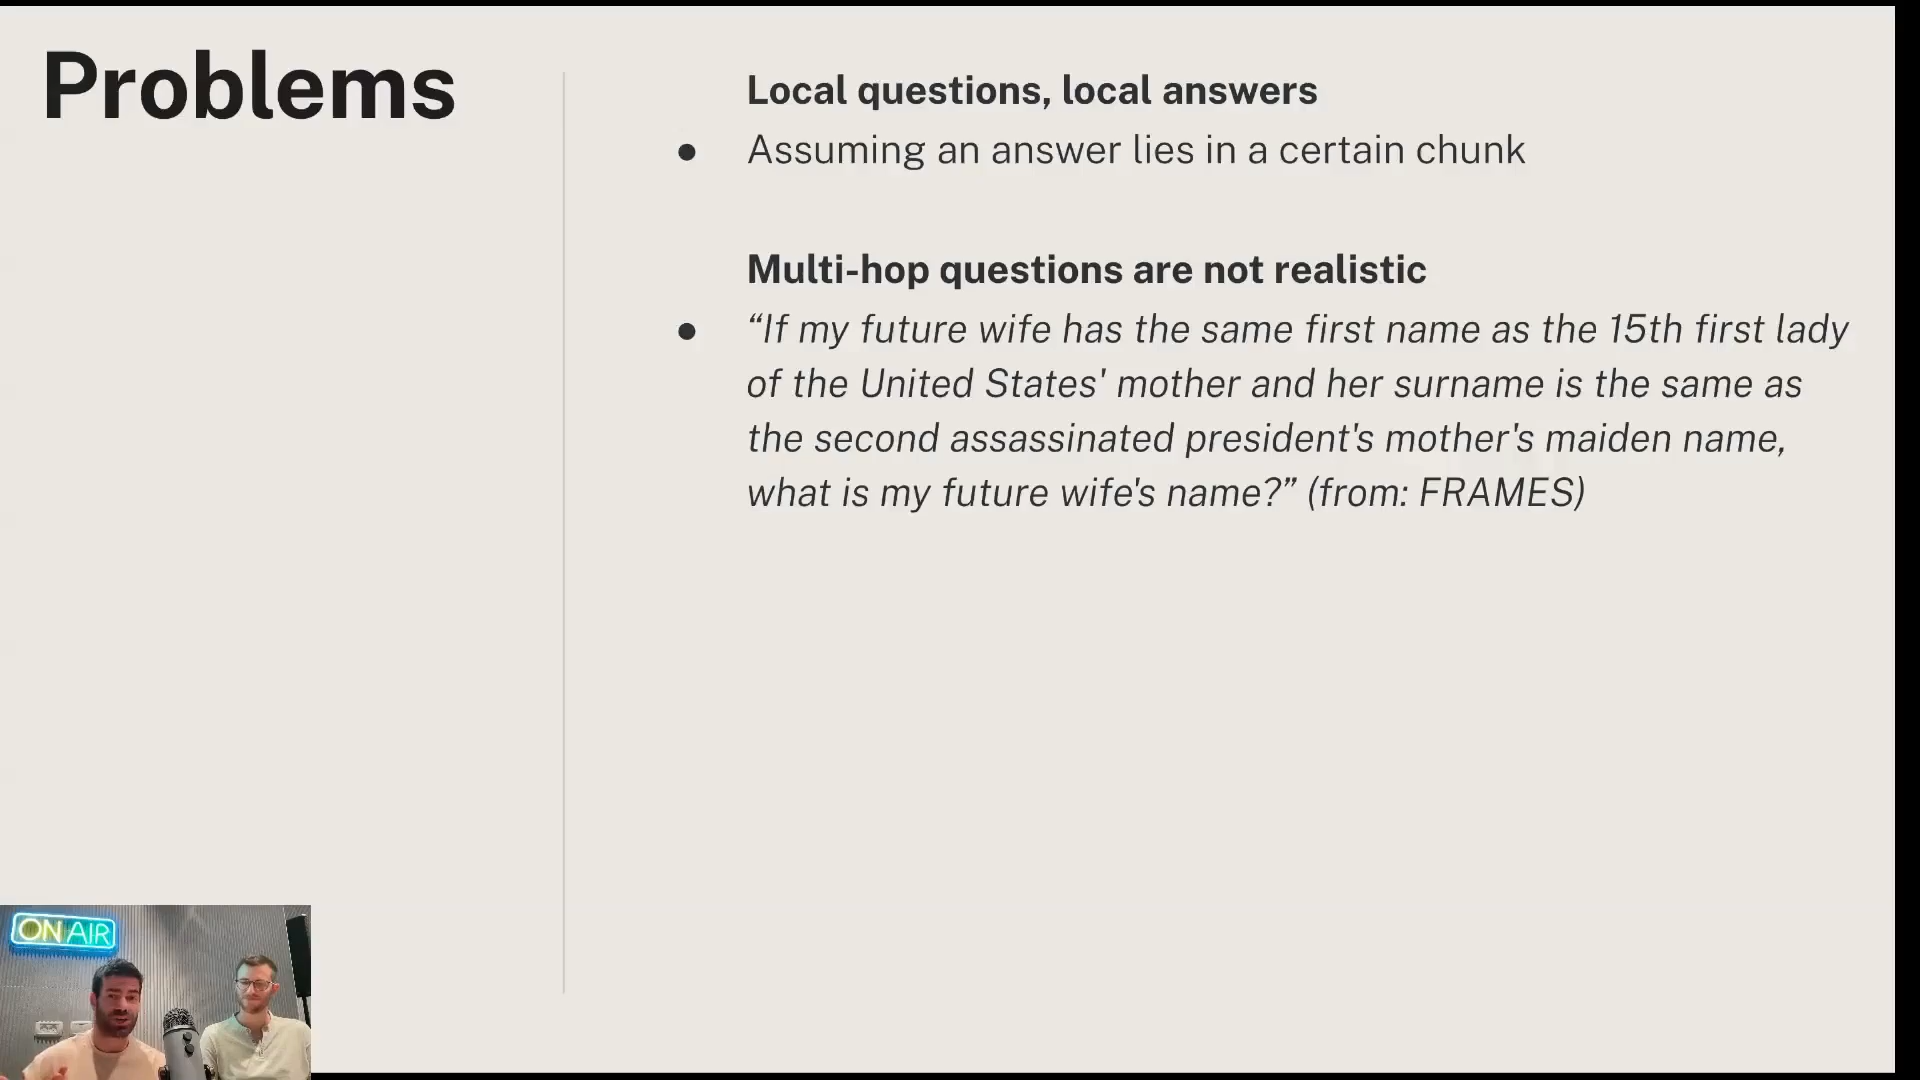 Problems
Local questions, local answers
● Assuming an answer lies in a certain chunk
Multi-hop questions are not realistic
● “If my future wife has the same first name as the 15th first lady
of the United States' mother and her surname is the same as
the second assassinated president's mother's maiden name,
what is my future wife's name?” (from: FRAMES)
ON AIR